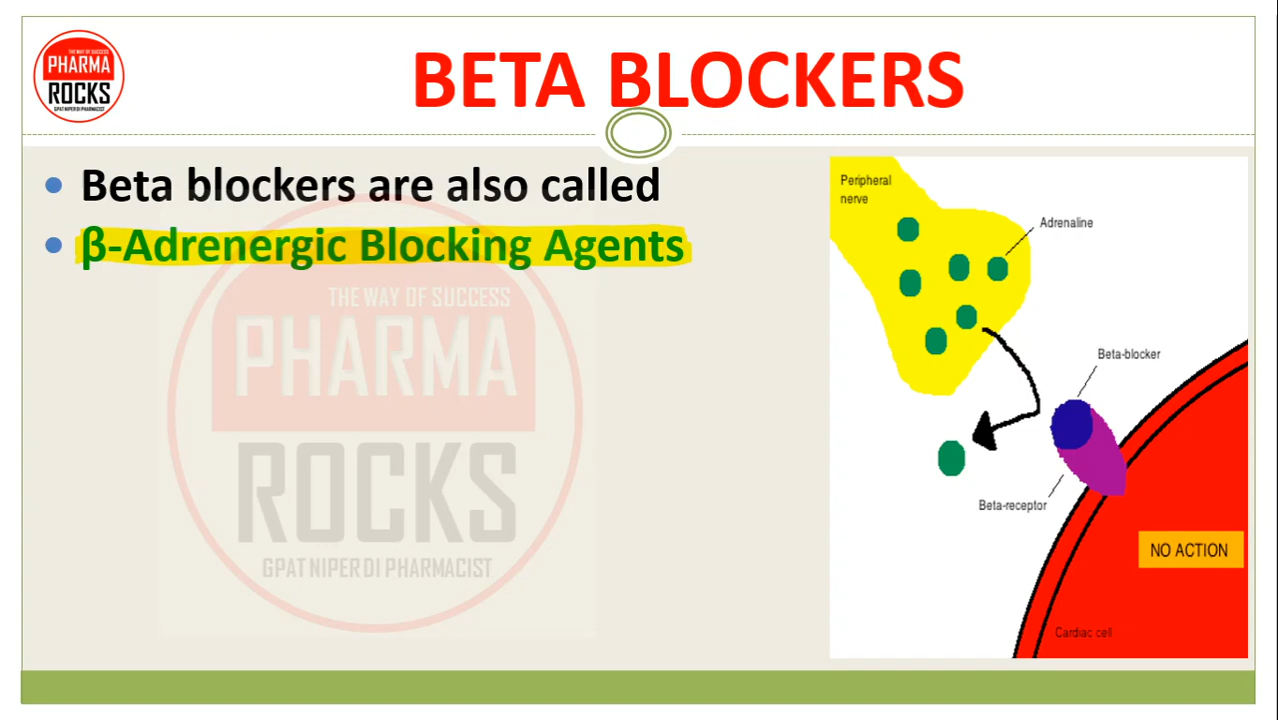 THE WAY OF SUCCESS
PHARMA
ROCKS
GPAT NIPER DI PHARMACIST
BETA BLOCKERS
• Beta blockers are also called
• β-Adrenergic Blocking Agents
THE WAY OF SUCCESS
PHARMA
ROCKS
GPAT NIPER DI PHARMACIST
Peripheral
nerve
Adrenaline
Beta-blocker
Beta-receptor
NO ACTION
Cardiac cell